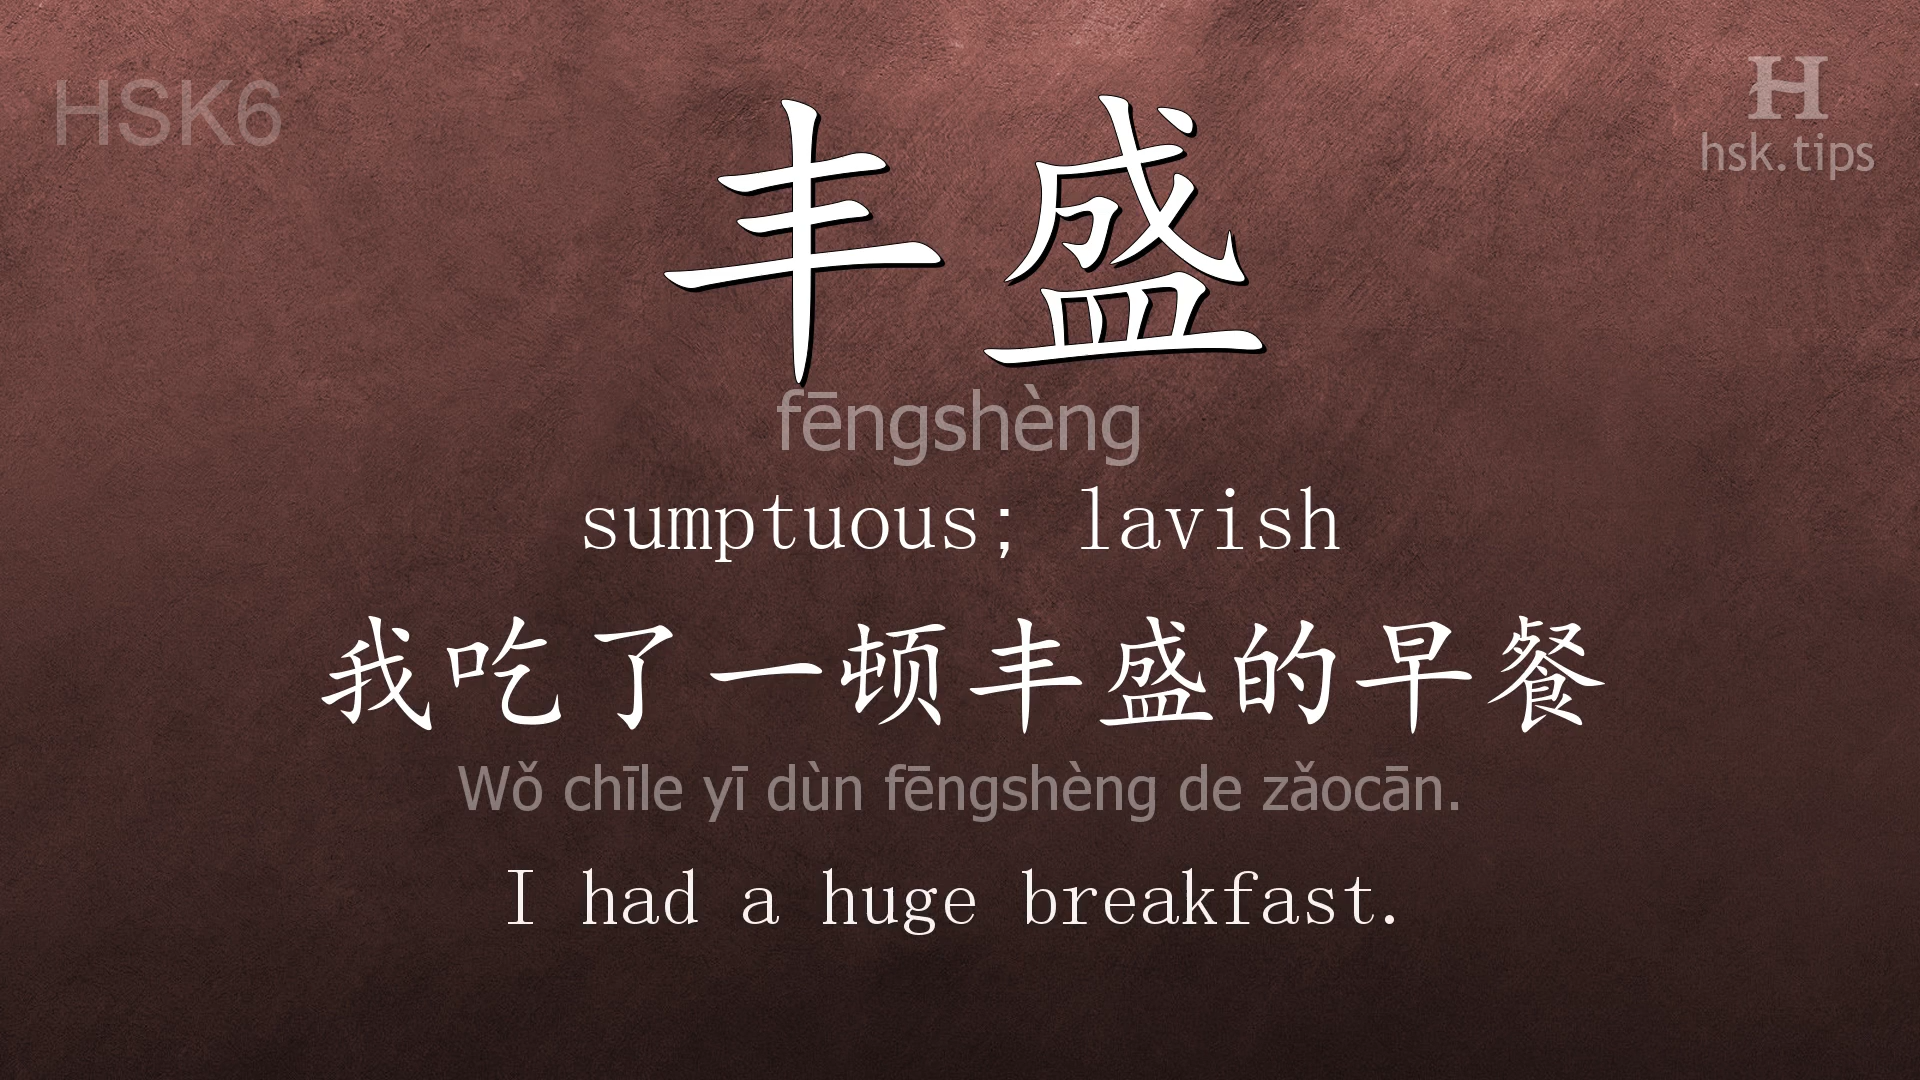 HSK6
H
hsk.tips
丰盛
fēngshèng
sumptuous; lavish
我吃了一顿丰盛的早餐
Wǒ chīle yī dùn fēngshèng de zǎocān.
I had a huge breakfast.